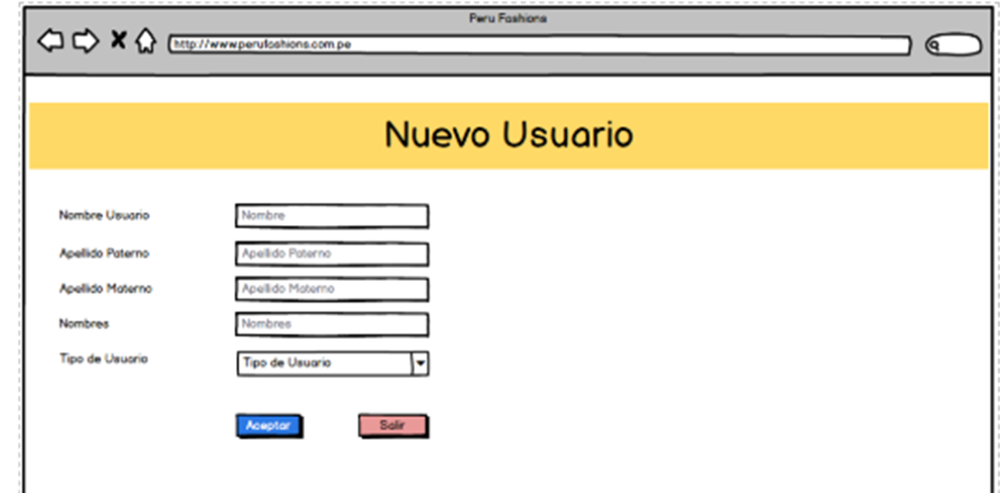 Peru Fashions
http://www.perufashions.com.pe
Nuevo Usuario
Nombre Usuario Nombre
Apellido Paterno Apellido Paterno
Apellido Materno Apellido Materno
Nombres Nombres
Tipo de Usuario Tipo de Usuario
Aceptar Salir